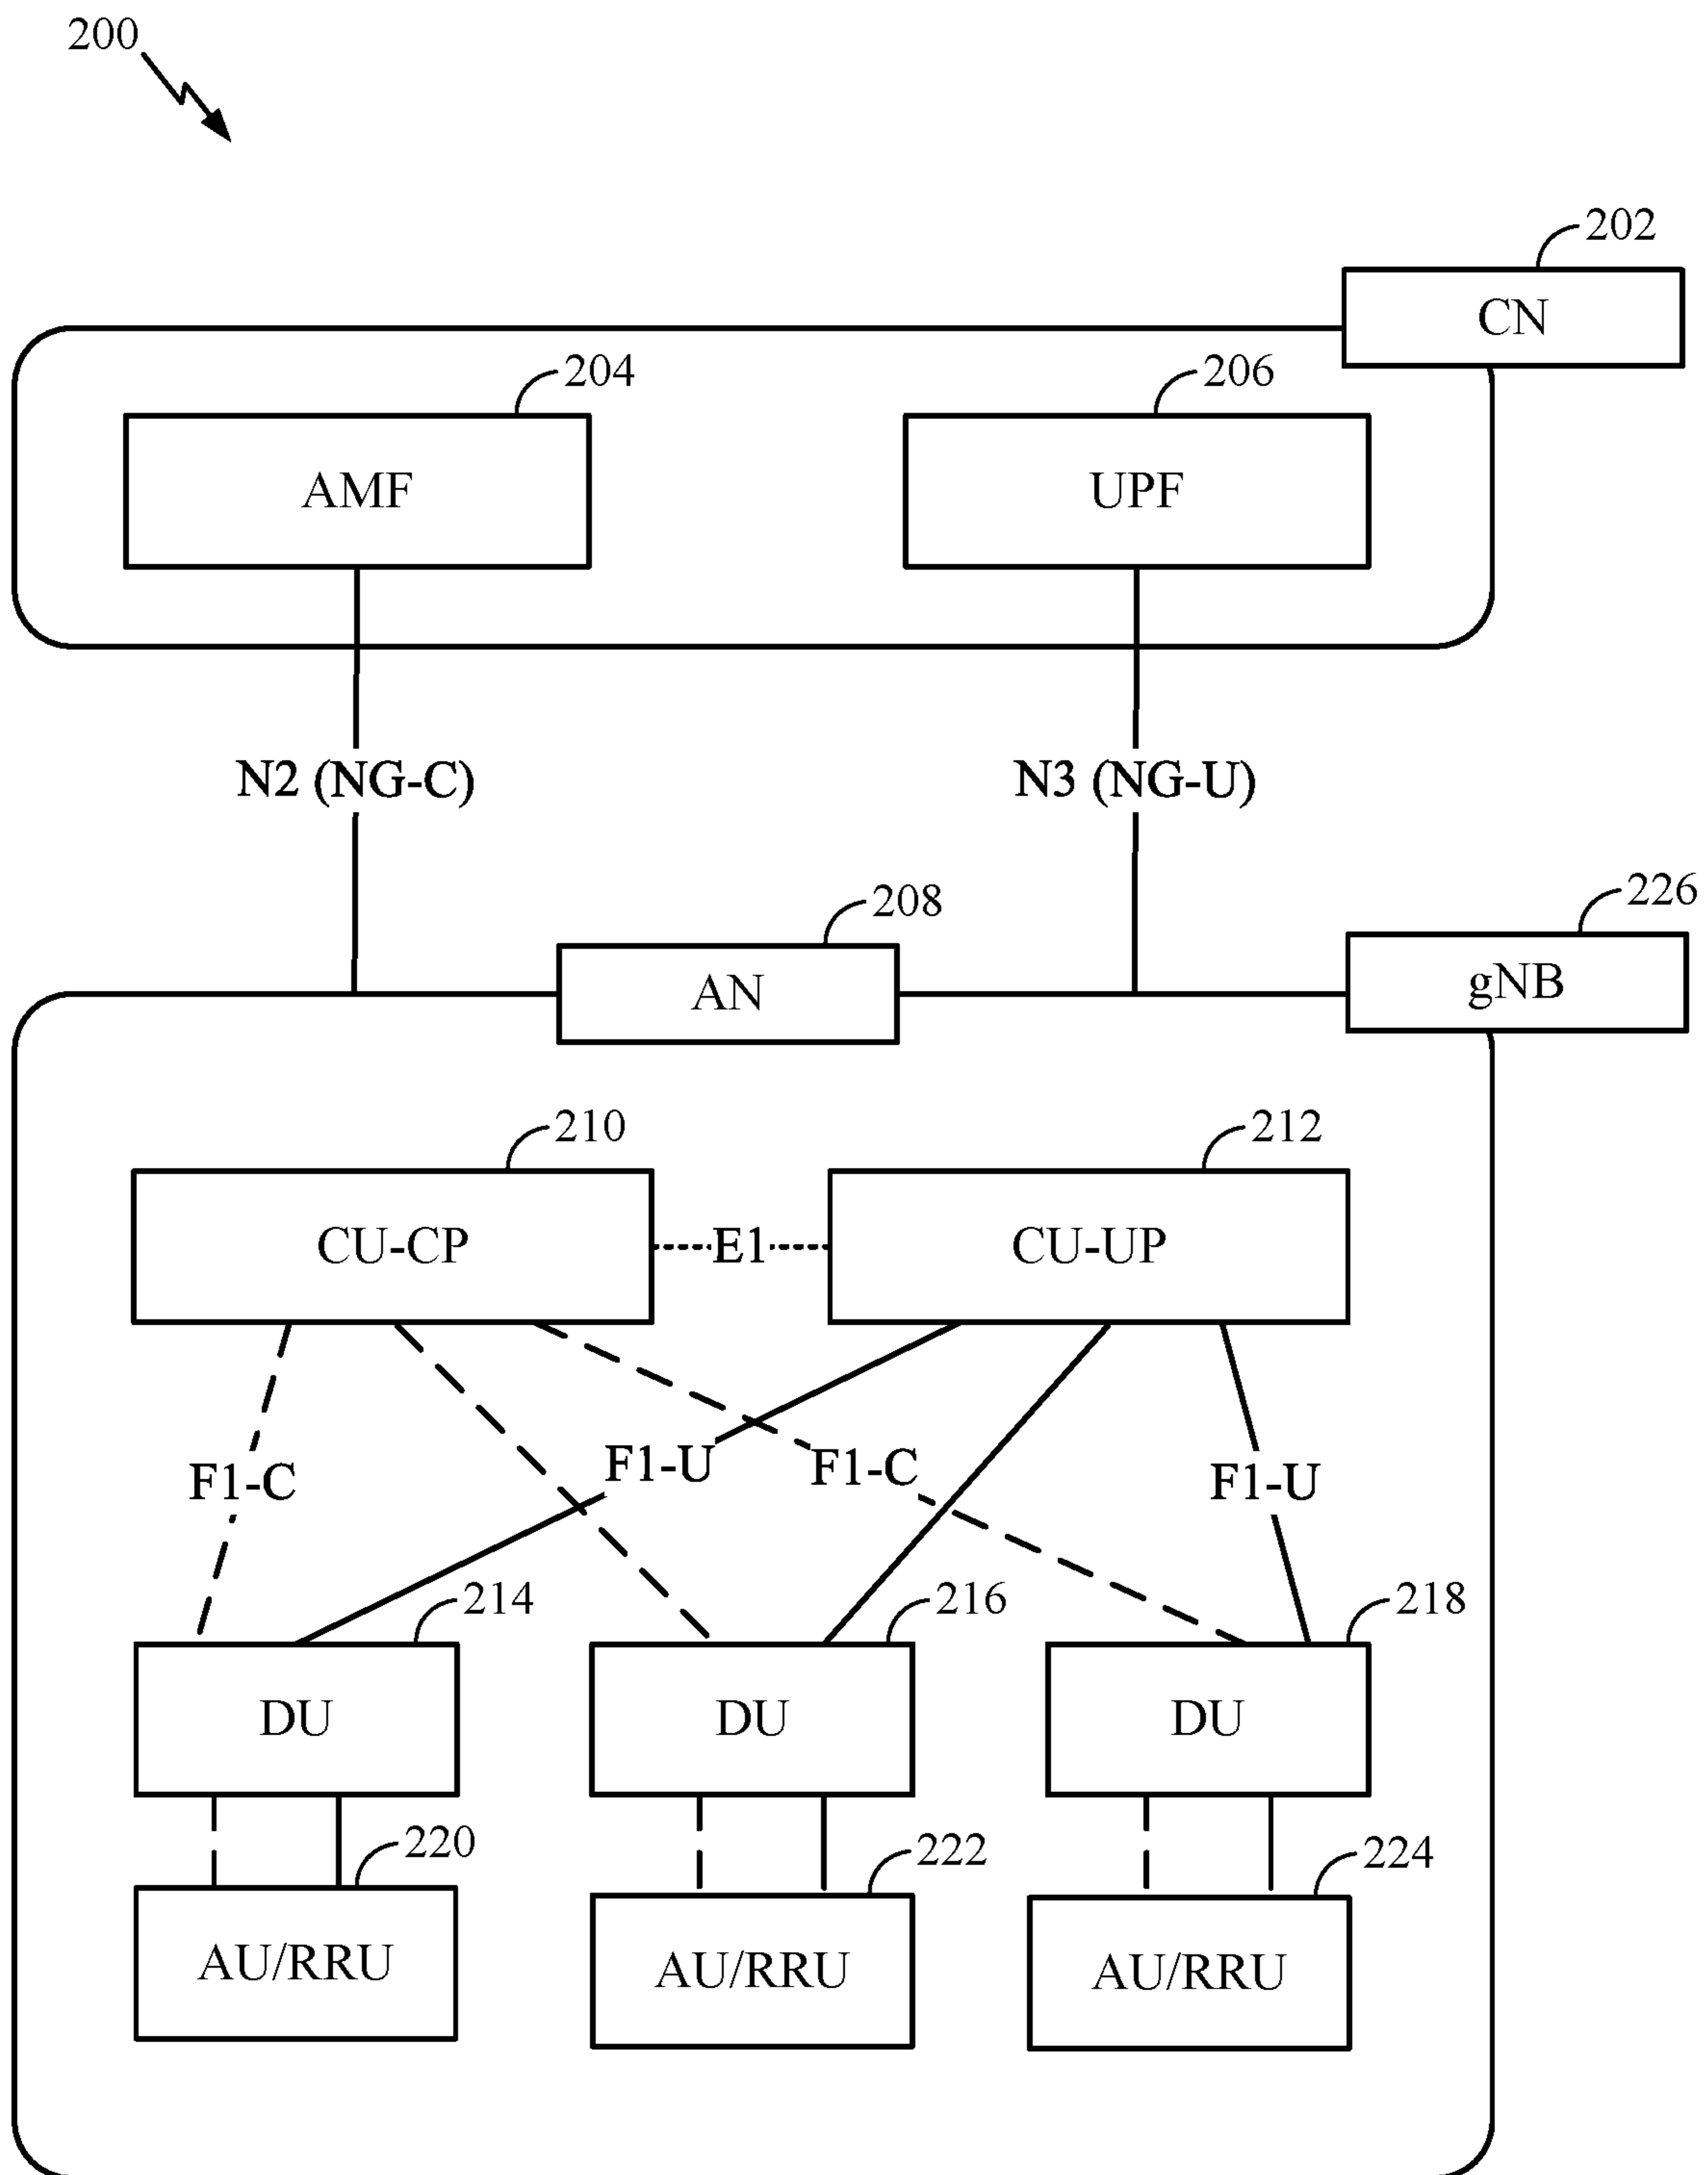 200
202
CN
204
206
AMF
UPF
N2 (NG-C)
N3 (NG-U)
208
226
AN
gNB
210
212
CU-CP
E1
CU-UP
F1-C
F1-U
F1-C
F1-U
214
216
218
DU
DU
DU
220
222
224
AU/RRU
AU/RRU
AU/RRU